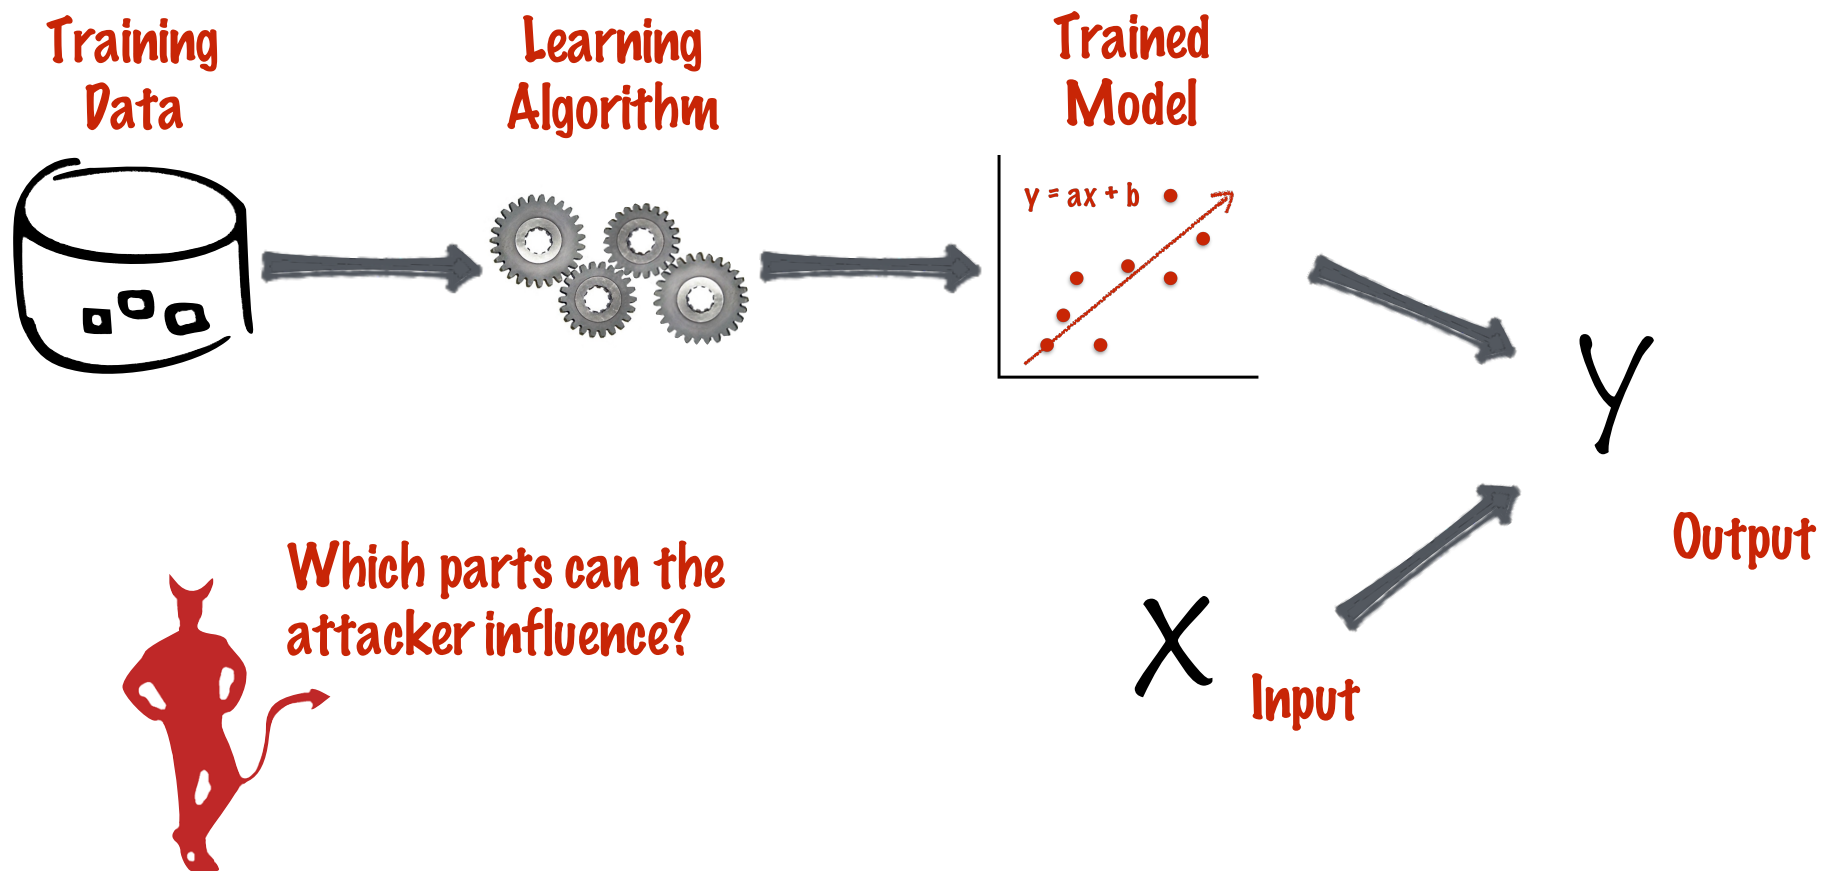 Training
Data
Learning
Algorithm
Trained
Model
y = ax + b
Y
Output
Which parts can the
attacker influence?
X
Input